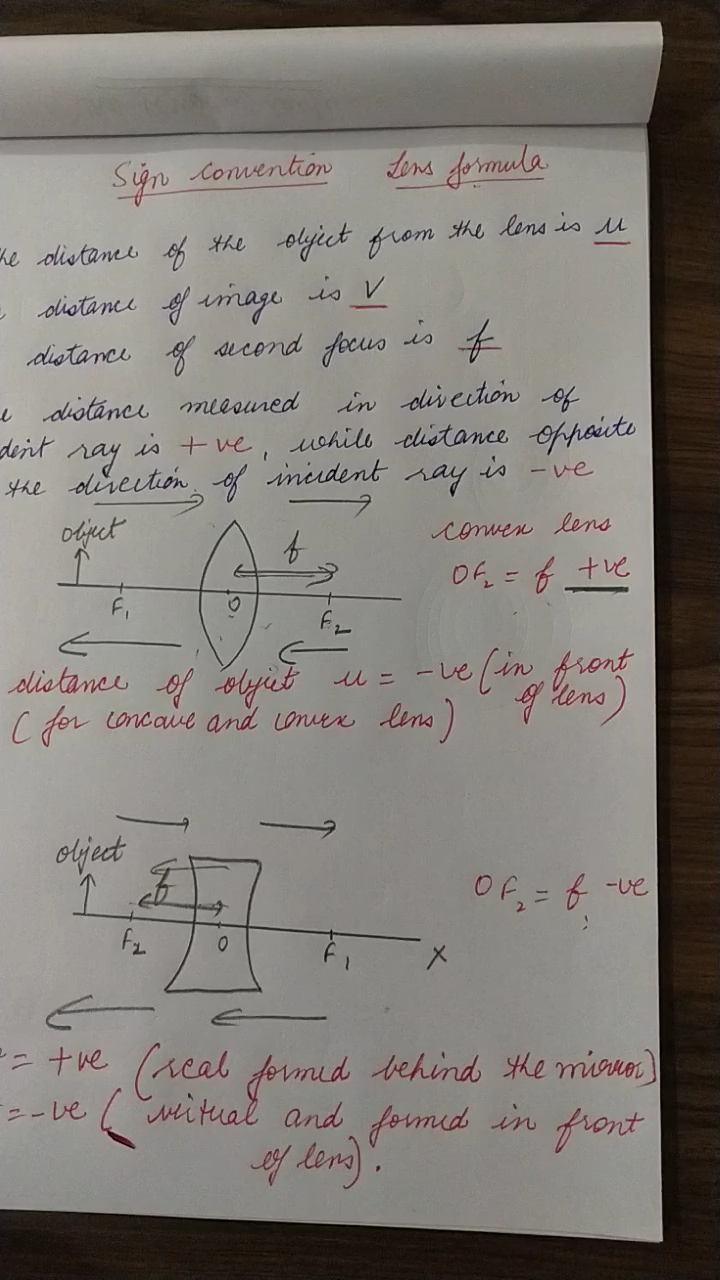 Sign convention Lens formula
he distance of the object from the lens is u
distance of image is V
distance of second focus is f
e distance measured in direction of
dent ray is +ve, while distance opposite
the direction of incident ray is -ve
object
f
convex lens
OF₂ = f +ve
F₁ O F₂
distance of object u = -ve (in front
of lens)
(for concave and convex lens)
object
f
OF₂ = f -ve
F₂ O F₁ X
= +ve (real formed behind the mirror)
= -ve (virtual and formed in front
of lens).